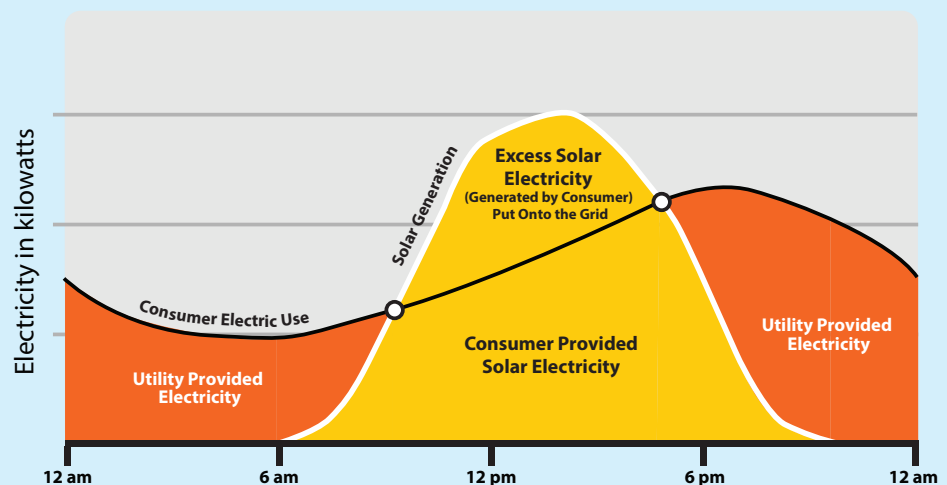 Electricity in kilowatts
Solar Generation
Excess Solar
Electricity
(Generated by Consumer)
Put Onto the Grid
Consumer Electric Use
Consumer Provided
Solar Electricity
Utility Provided
Electricity
Utility Provided
Electricity
12 am
6 am
12 pm
6 pm
12 am